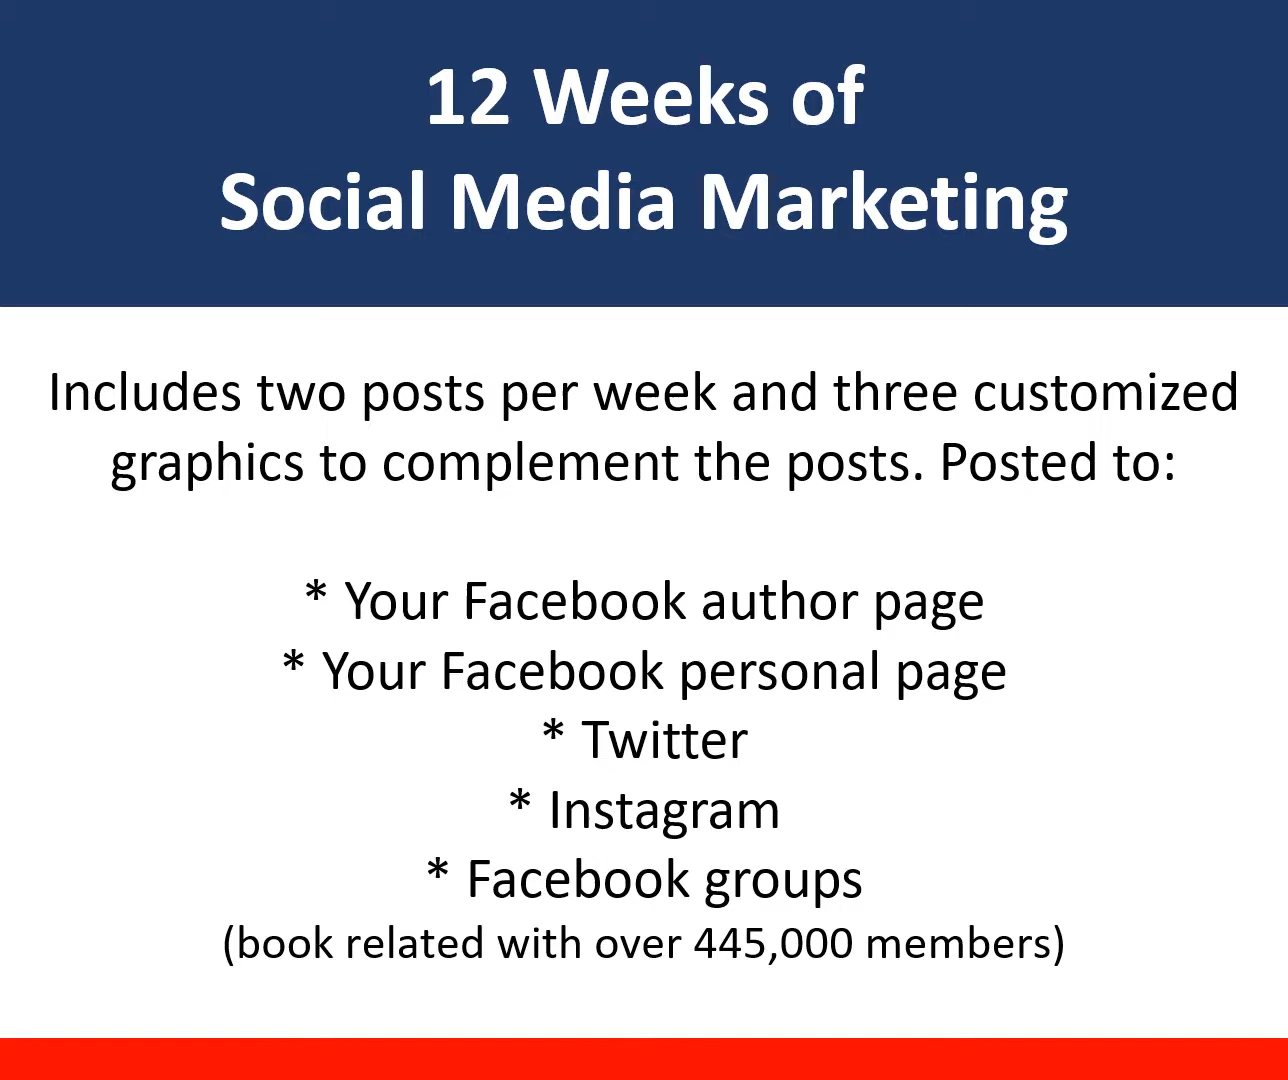 12 Weeks of
Social Media Marketing
Includes two posts per week and three customized
graphics to complement the posts. Posted to:
* Your Facebook author page
* Your Facebook personal page
* Twitter
* Instagram
* Facebook groups
(book related with over 445,000 members)